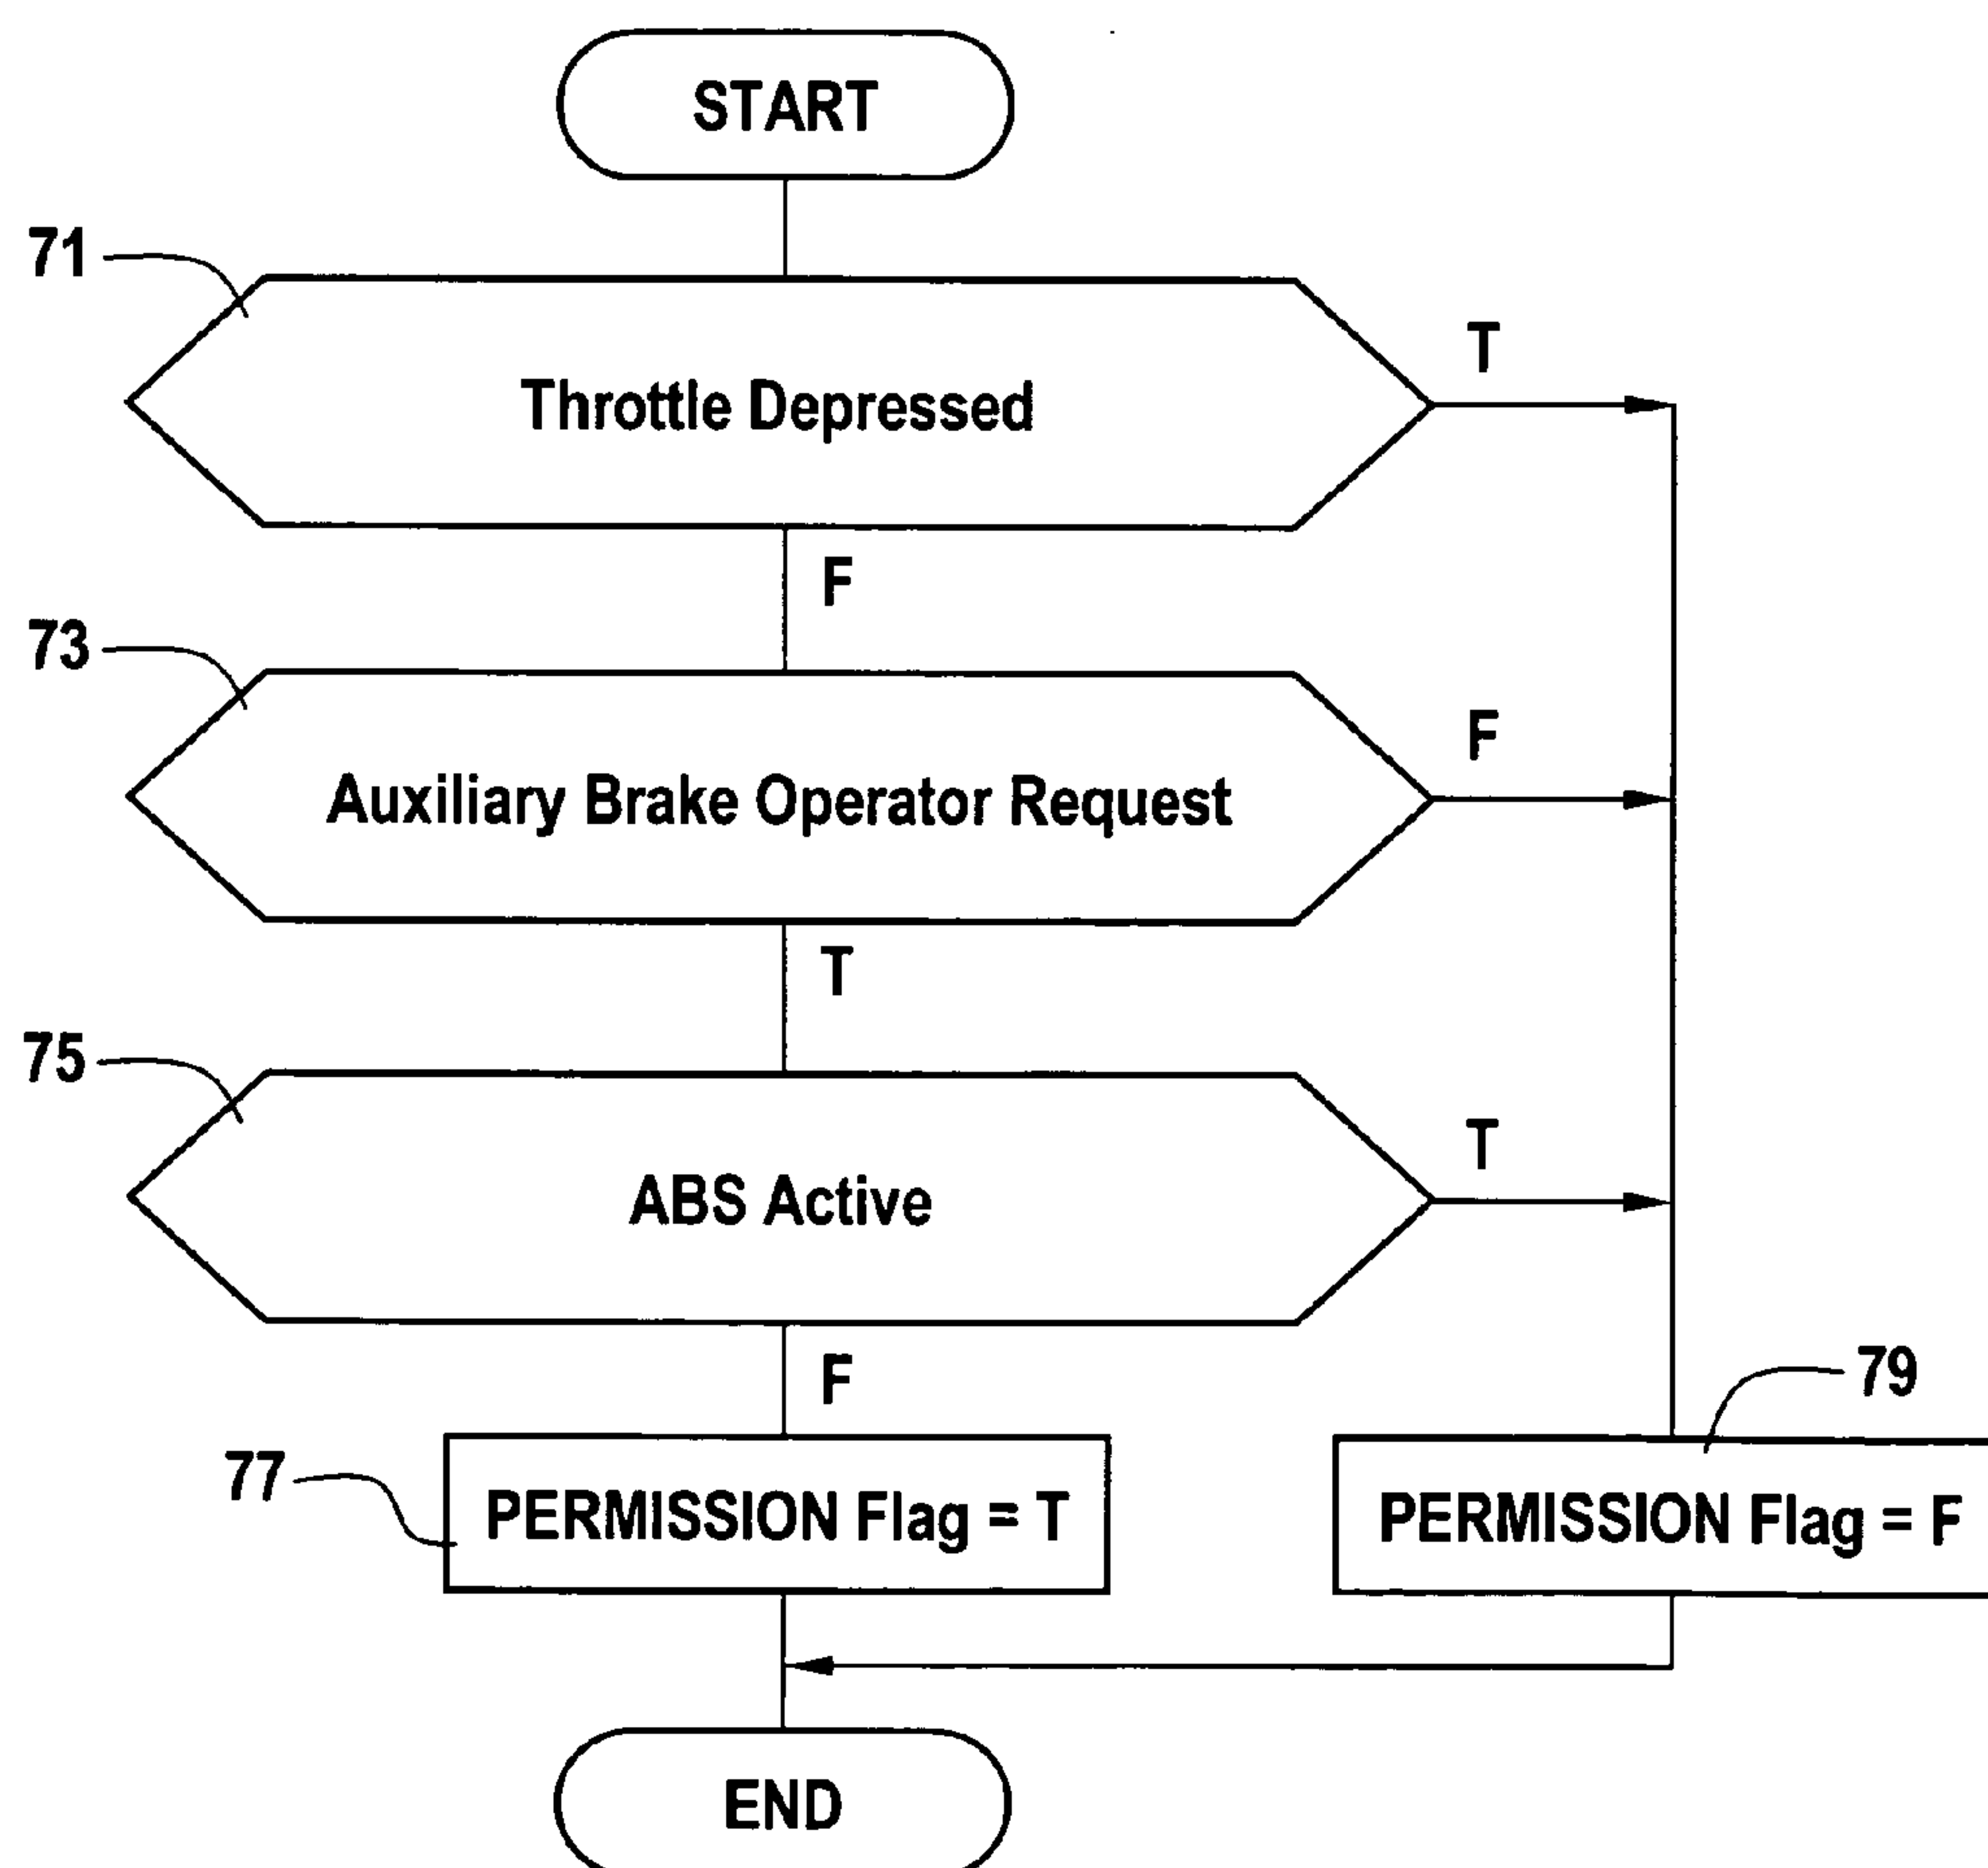 START
71
Throttle Depressed
T
F
73
Auxiliary Brake Operator Request
F
T
75
ABS Active
T
F
79
77
PERMISSION Flag = T
PERMISSION Flag = F
END